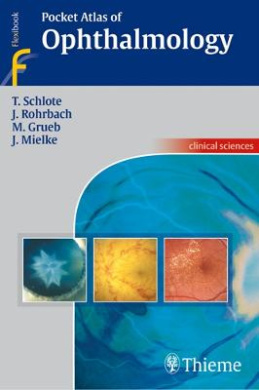 Flexibook
f
Pocket Atlas of
Ophthalmology
T. Schlote
J. Rohrbach
M. Grueb
J. Mielke
clinical sciences
Thieme